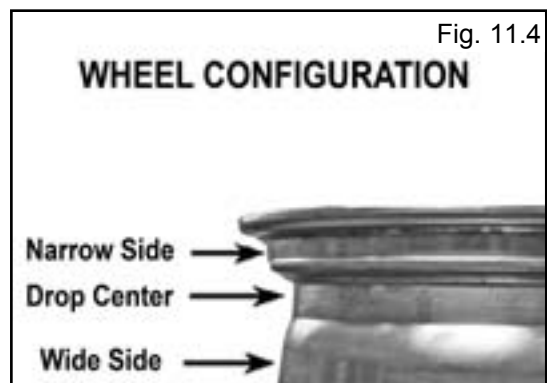 Fig. 11.4
WHEEL CONFIGURATION
Narrow Side
Drop Center
Wide Side